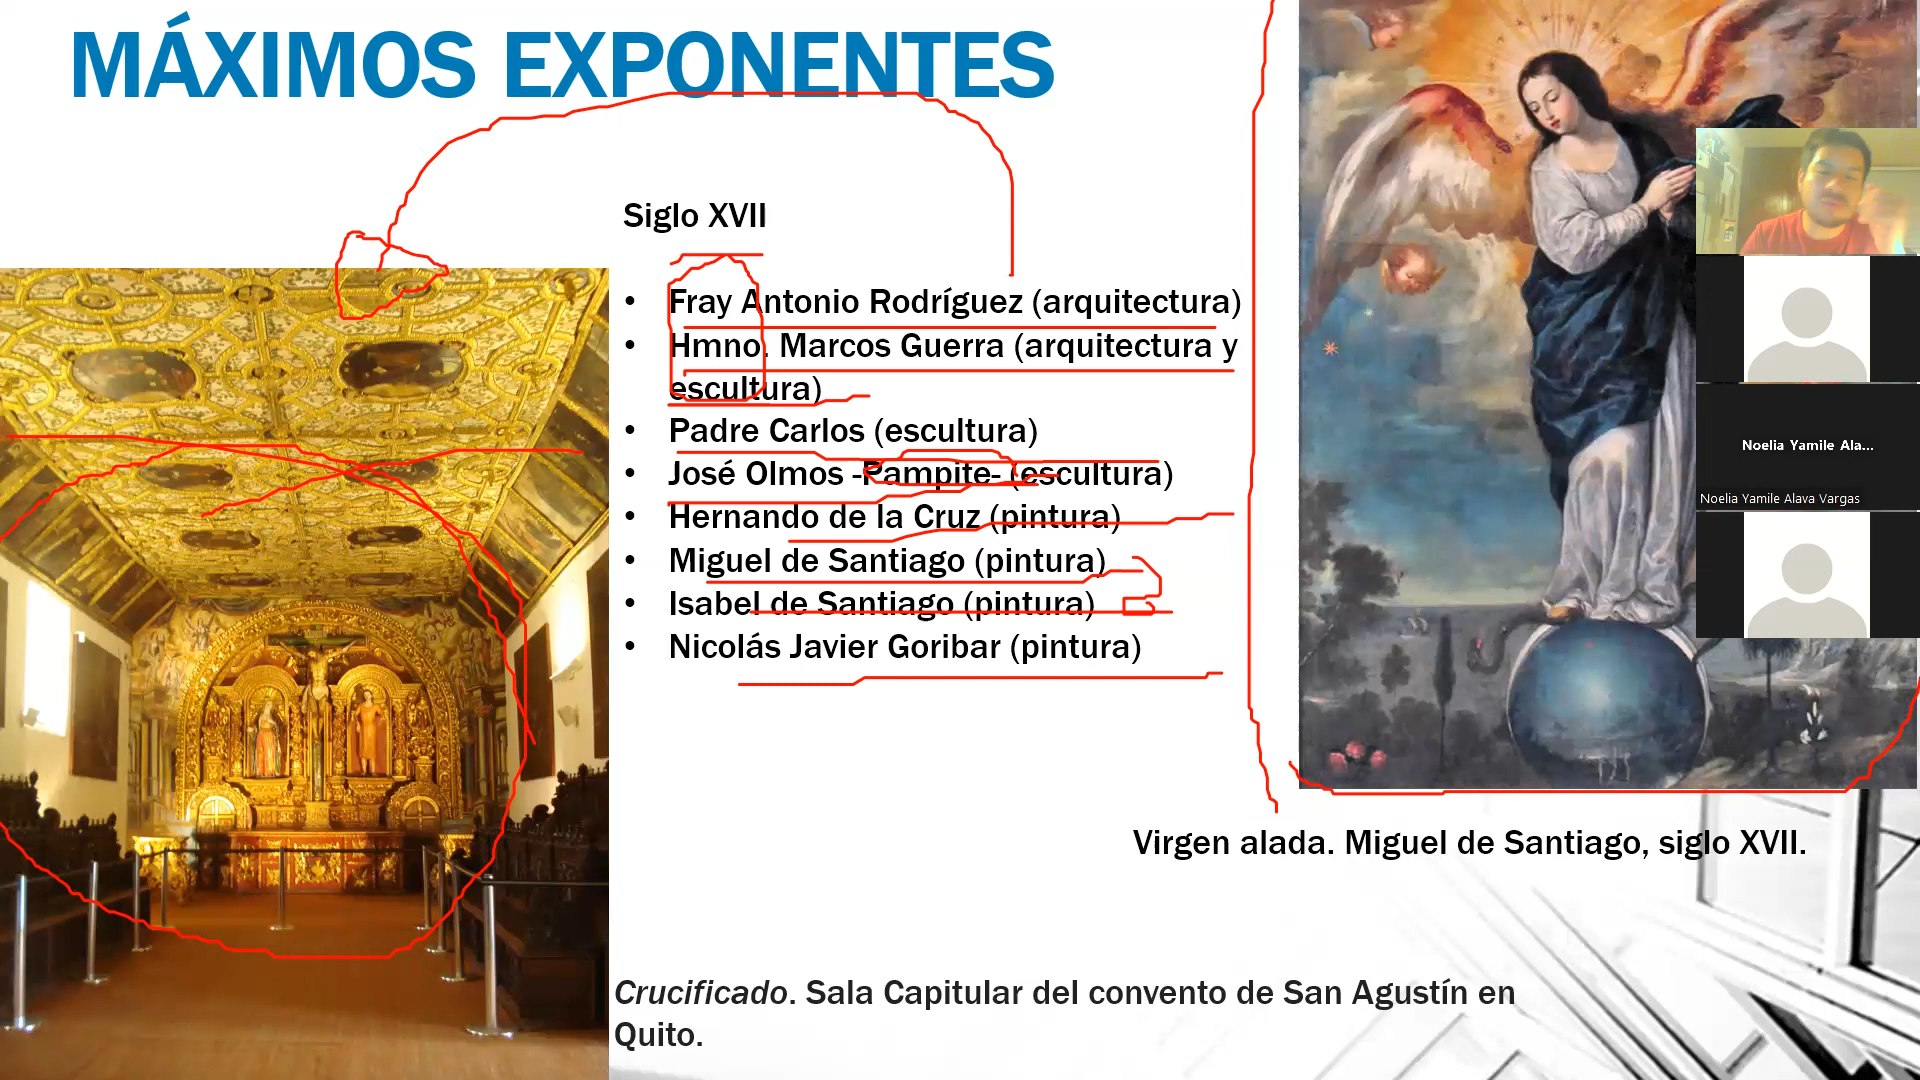 MÁXIMOS EXPONENTES
Siglo XVII
• Fray Antonio Rodríguez (arquitectura)
• Hmno. Marcos Guerra (arquitectura y
escultura)
• Padre Carlos (escultura)
• José Olmos -Pampite- (escultura)
• Hernando de la Cruz (pintura)
• Miguel de Santiago (pintura)
• Isabel de Santiago (pintura)
• Nicolás Javier Goribar (pintura)
Noelia Yamile Ala...
Noelia Yamile Alava Vargas
Virgen alada. Miguel de Santiago, siglo XVII.
Crucificado. Sala Capitular del convento de San Agustín en
Quito.